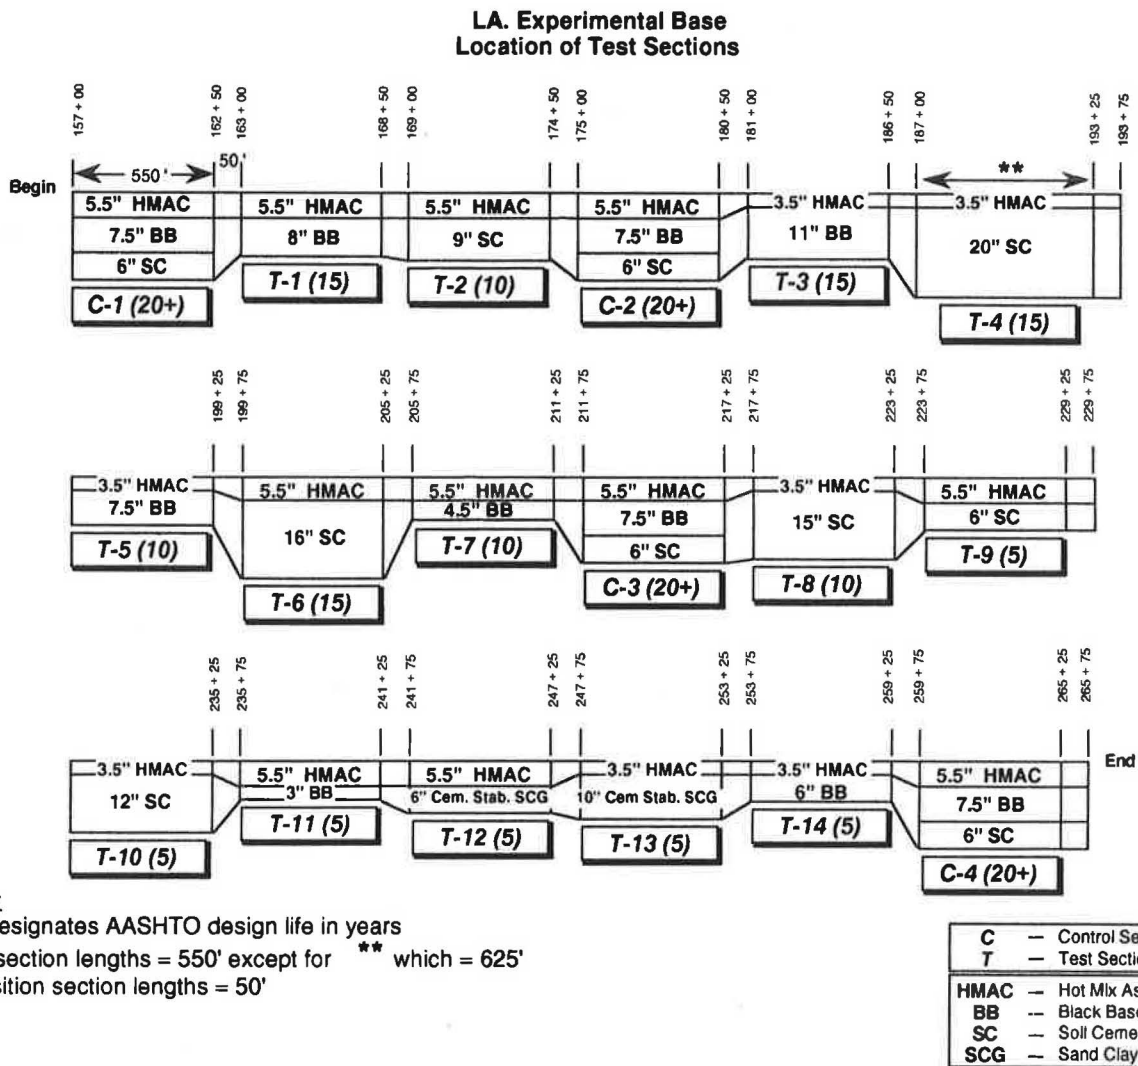 LA. Experimental Base
Location of Test Sections
157 + 00
162 + 50
163 + 00
168 + 50
169 + 00
174 + 50
175 + 00
180 + 50
181 + 00
186 + 50
187 + 00
193 + 25
193 + 75
Begin
550 '
50'
**
5.5" HMAC
5.5" HMAC
5.5" HMAC
5.5" HMAC
3.5" HMAC
3.5" HMAC
7.5" BB
8" BB
9" SC
7.5" BB
11" BB
20" SC
6" SC
6" SC
C-1 (20+)
T-1 (15)
T-2 (10)
C-2 (20+)
T-3 (15)
T-4 (15)
199 + 25
199 + 75
205 + 25
205 + 75
211 + 25
211 + 75
217 + 25
217 + 75
223 + 25
223 + 75
229 + 25
229 + 75
3.5" HMAC
5.5" HMAC
5.5" HMAC
5.5" HMAC
3.5" HMAC
5.5" HMAC
7.5" BB
16" SC
4.5" BB
7.5" BB
15" SC
6" SC
6" SC
T-5 (10)
T-6 (15)
T-7 (10)
C-3 (20+)
T-8 (10)
T-9 (5)
235 + 25
235 + 75
241 + 25
241 + 75
247 + 25
247 + 75
253 + 25
253 + 75
259 + 25
259 + 75
265 + 25
265 + 75
End
3.5" HMAC
5.5" HMAC
5.5" HMAC
3.5" HMAC
3.5" HMAC
5.5" HMAC
12" SC
3" BB
6" Cem. Stab. SCG
10" Cem Stab. SCG
6" BB
7.5" BB
6" SC
T-10 (5)
T-11 (5)
T-12 (5)
T-13 (5)
T-14 (5)
C-4 (20+)
esignates AASHTO design life in years
section lengths = 550' except for ** which = 625'
sition section lengths = 50'
C – Control Se
T – Test Sectio
HMAC – Hot Mix As
BB -- Black Base
SC – Soil Ceme
SCG – Sand Clay